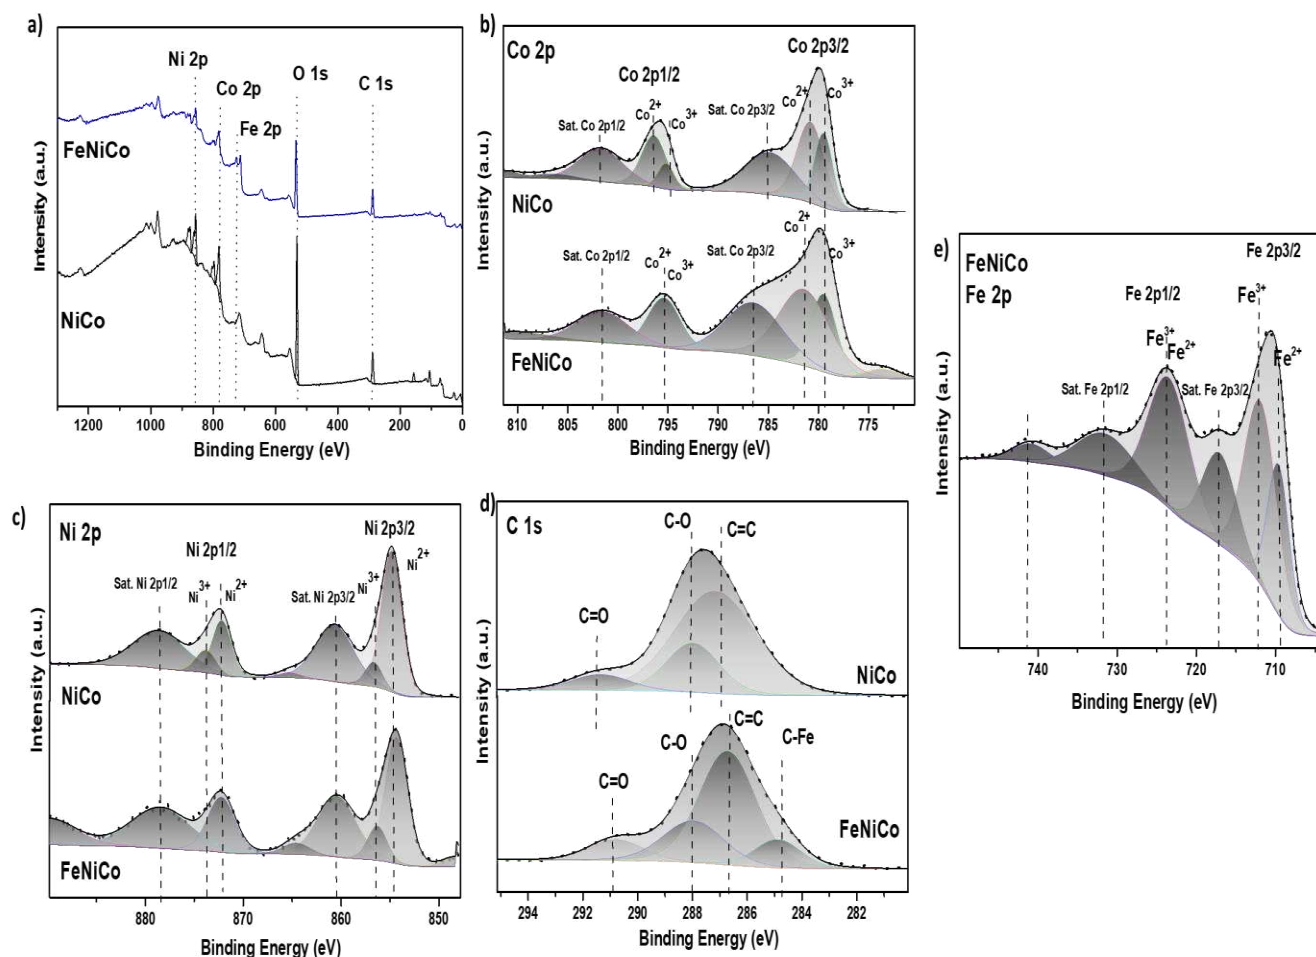 a)
Ni 2p
Co 2p
Fe 2p
O 1s
C 1s
FeNiCo
NiCo
Intensity (a.u.)
1200 1000 800 600 400 200 0
Binding Energy (eV)
b)
Co 2p
Co 2p3/2
Co 2p1/2
Sat. Co 2p1/2
Co2+
Co3+
Sat. Co 2p3/2
Co2+
Co3+
NiCo
Sat. Co 2p1/2
Co2+
Co3+
Sat. Co 2p3/2
Co2+
Co3+
FeNiCo
Intensity (a.u.)
810 805 800 795 790 785 780 775
Binding Energy (eV)
c)
Ni 2p
Ni 2p3/2
Ni 2p1/2
Sat. Ni 2p1/2
Ni3+
Ni2+
Sat. Ni 2p3/2
Ni3+
Ni2+
NiCo
FeNiCo
Intensity (a.u.)
880 870 860 850
Binding Energy (eV)
d)
C 1s
C-O
C=C
C=O
NiCo
C-O
C=C
C-Fe
C=O
FeNiCo
Intensity (a.u.)
294 292 290 288 286 284 282
Binding Energy (eV)
e)
FeNiCo
Fe 2p
Fe 2p3/2
Fe 2p1/2
Fe3+
Fe3+
Fe2+
Fe2+
Sat. Fe 2p1/2
Sat. Fe 2p3/2
Intensity (a.u.)
740 730 720 710
Binding Energy (eV)